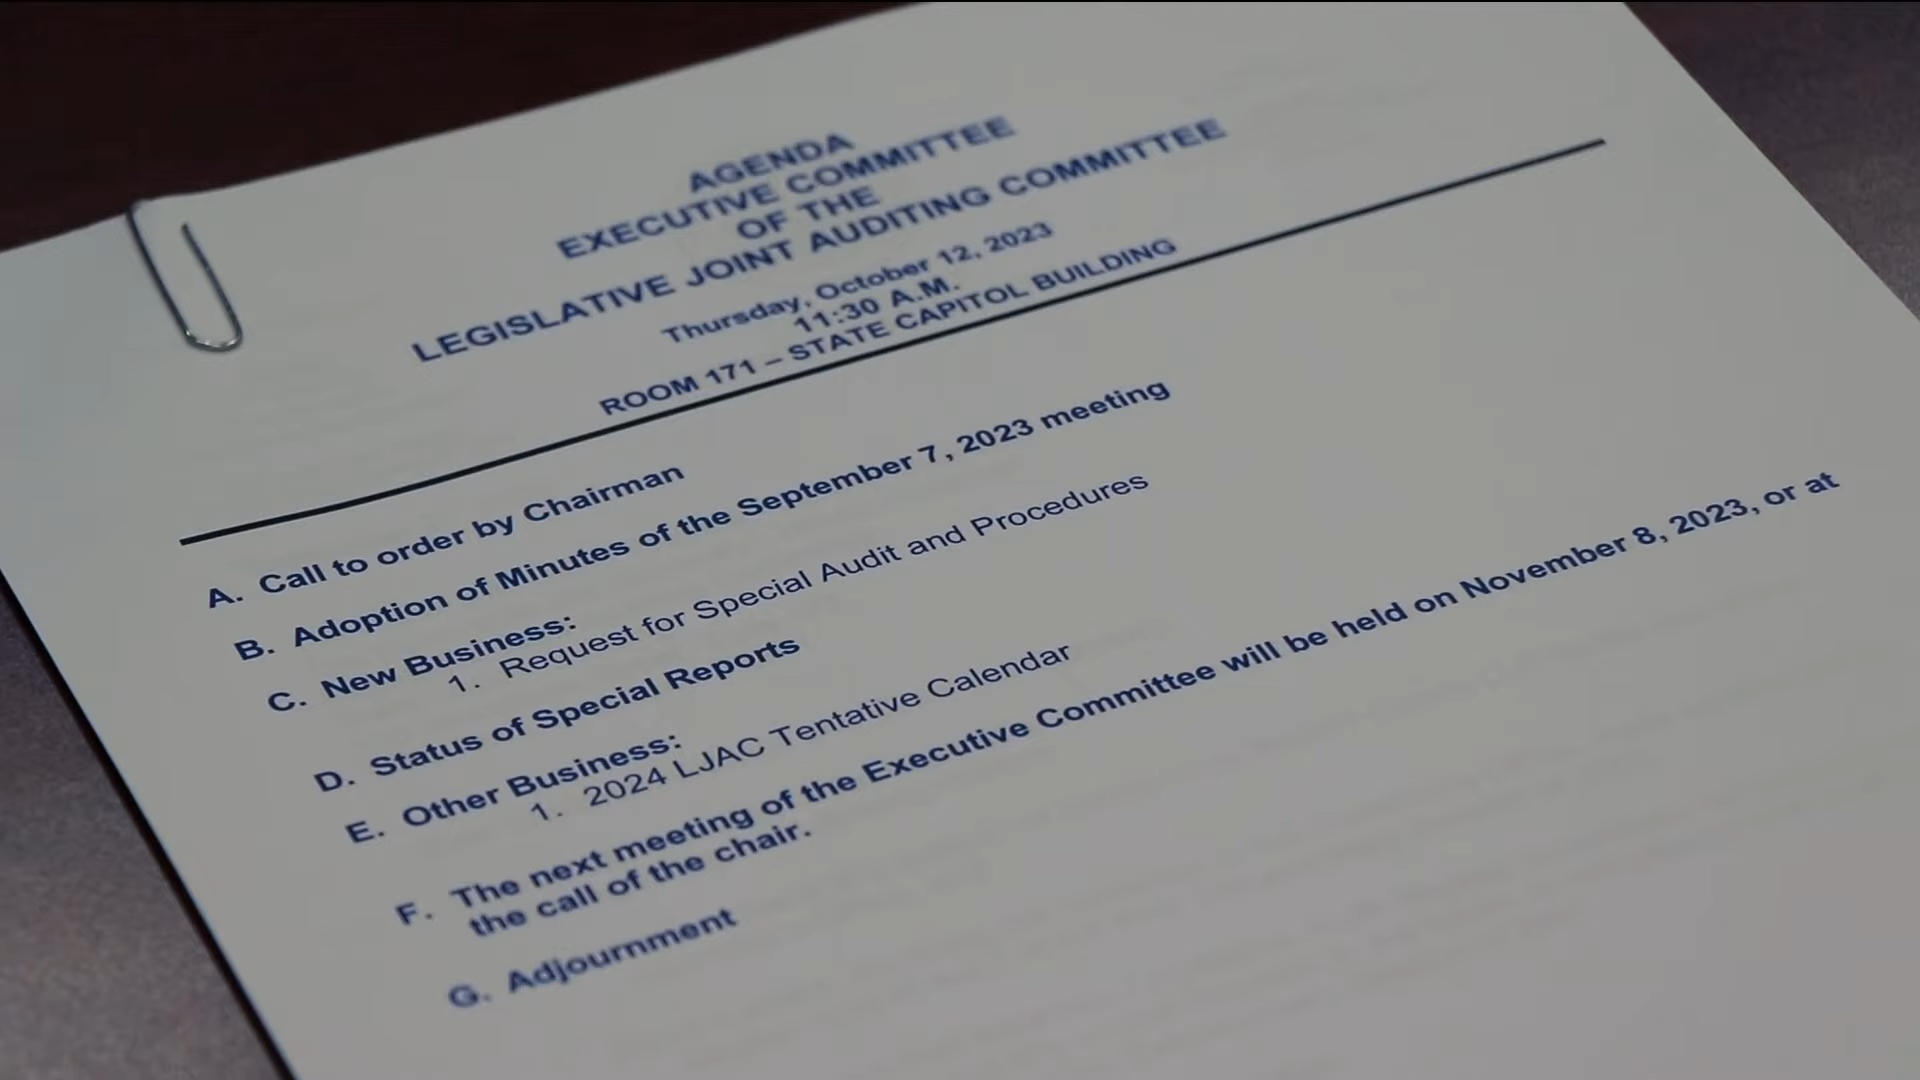 AGENDA
EXECUTIVE COMMITTEE
OF THE
LEGISLATIVE JOINT AUDITING COMMITTEE
Thursday, October 12, 2023
11:30 A.M.
ROOM 171 – STATE CAPITOL BUILDING
A. Call to order by Chairman
B. Adoption of Minutes of the September 7, 2023 meeting
C. New Business:
1. Request for Special Audit and Procedures
D. Status of Special Reports
E. Other Business:
1. 2024 LJAC Tentative Calendar
F. The next meeting of the Executive Committee will be held on November 8, 2023, or at
the call of the chair.
G. Adjournment